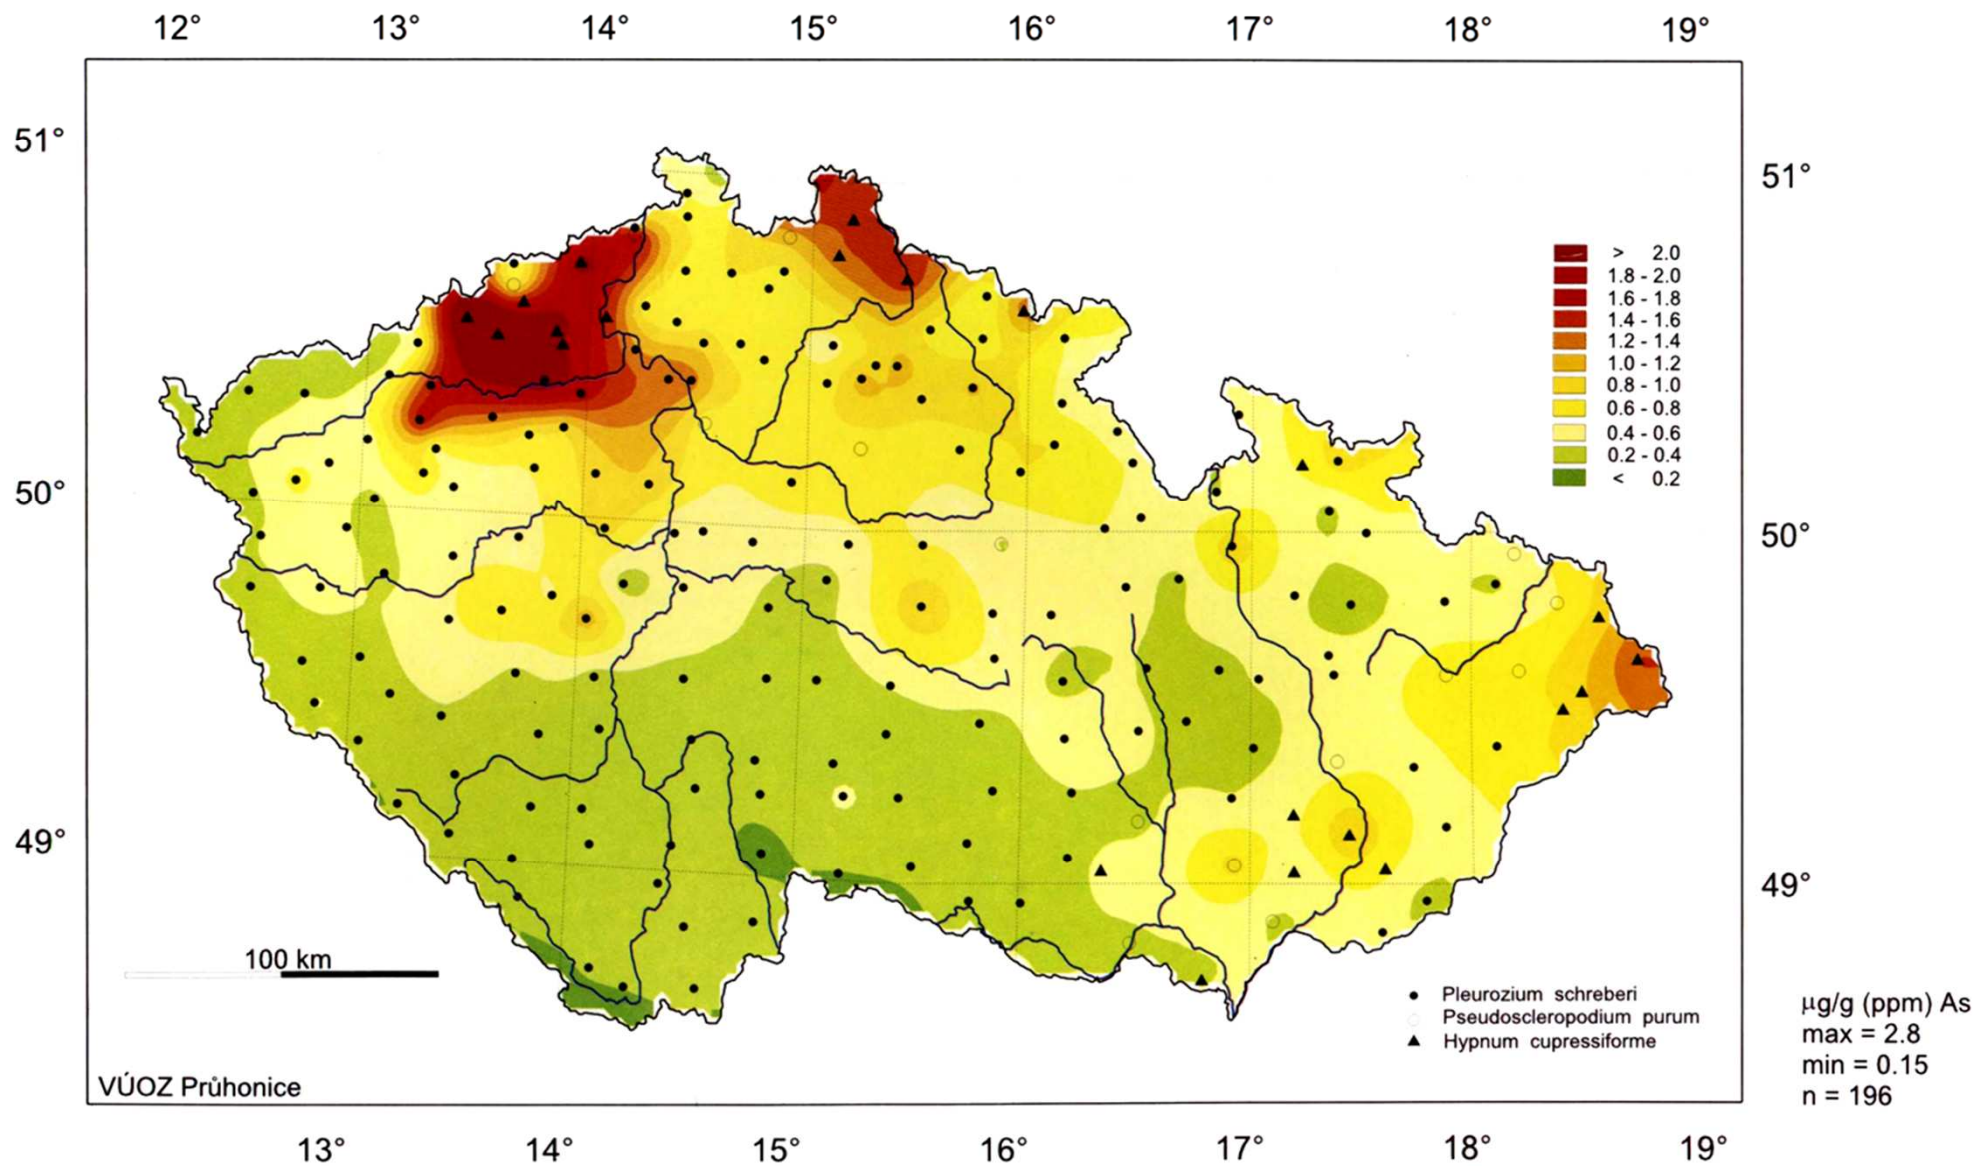 12° 13° 14° 15° 16° 17° 18° 19°
51°
51°
> 2.0
1.8 - 2.0
1.6 - 1.8
1.4 - 1.6
1.2 - 1.4
1.0 - 1.2
0.8 - 1.0
0.6 - 0.8
0.4 - 0.6
0.2 - 0.4
< 0.2
50°
50°
49°
49°
100 km
Pleurozium schreberi
Pseudoscleropodium purum
Hypnum cupressiforme
µg/g (ppm) As
max = 2.8
min = 0.15
n = 196
VÚOZ Průhonice
13° 14° 15° 16° 17° 18° 19°